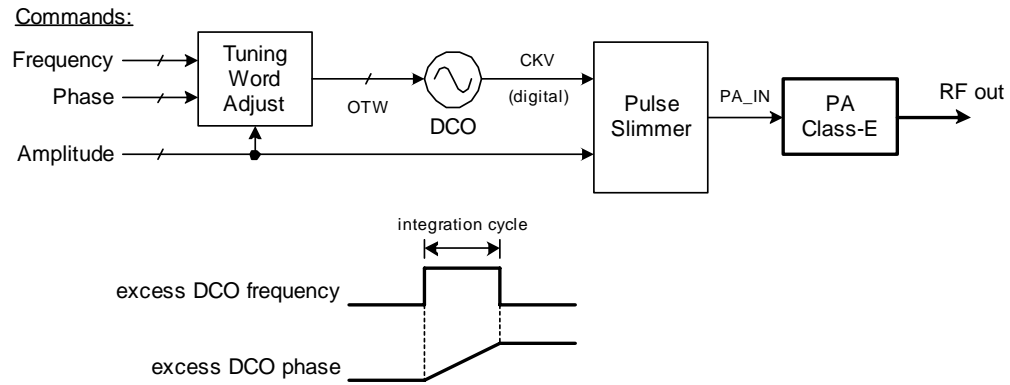 Commands:
Frequency
Phase
Amplitude
Tuning
Word
Adjust
OTW
DCO
CKV
(digital)
Pulse
Slimmer
PA_IN
PA
Class-E
RF out
integration cycle
excess DCO frequency
excess DCO phase